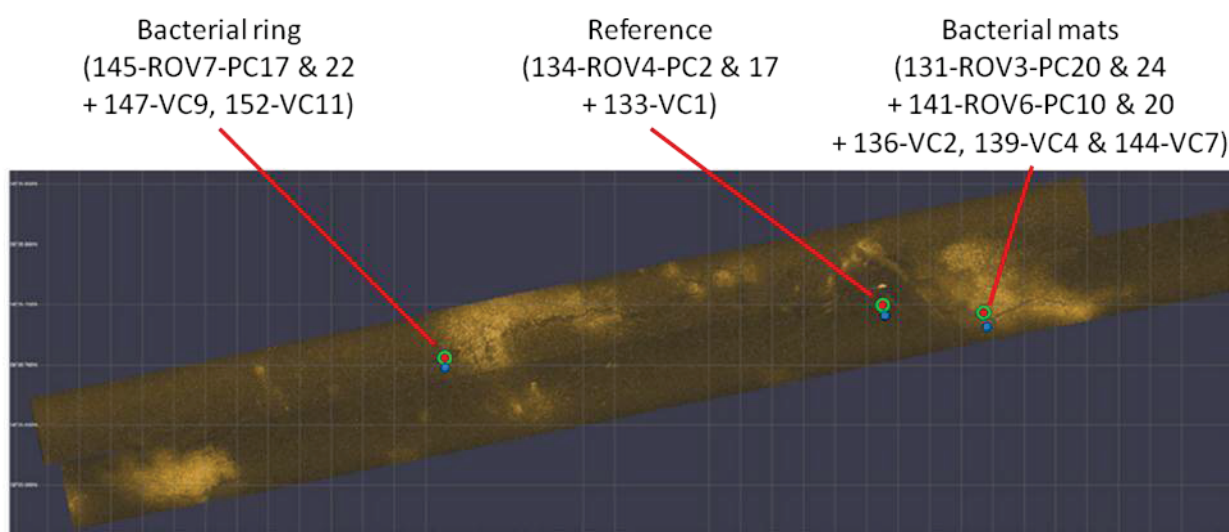 Bacterial ring
(145-ROV7-PC17 & 22
+ 147-VC9, 152-VC11)
Reference
(134-ROV4-PC2 & 17
+ 133-VC1)
Bacterial mats
(131-ROV3-PC20 & 24
+ 141-ROV6-PC10 & 20
+ 136-VC2, 139-VC4 & 144-VC7)